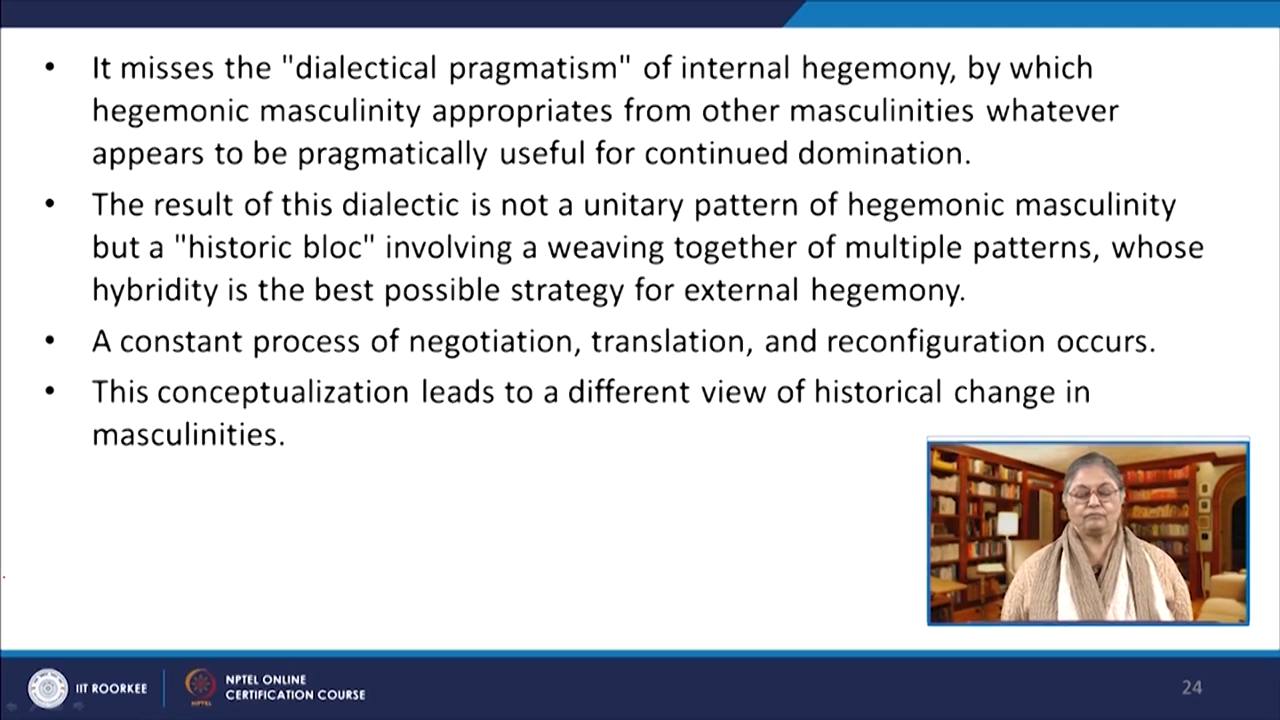 • It misses the "dialectical pragmatism" of internal hegemony, by which
hegemonic masculinity appropriates from other masculinities whatever
appears to be pragmatically useful for continued domination.
• The result of this dialectic is not a unitary pattern of hegemonic masculinity
but a "historic bloc" involving a weaving together of multiple patterns, whose
hybridity is the best possible strategy for external hegemony.
• A constant process of negotiation, translation, and reconfiguration occurs.
• This conceptualization leads to a different view of historical change in
masculinities.
IIT ROORKEE
NPTEL
NPTEL ONLINE
CERTIFICATION COURSE
24